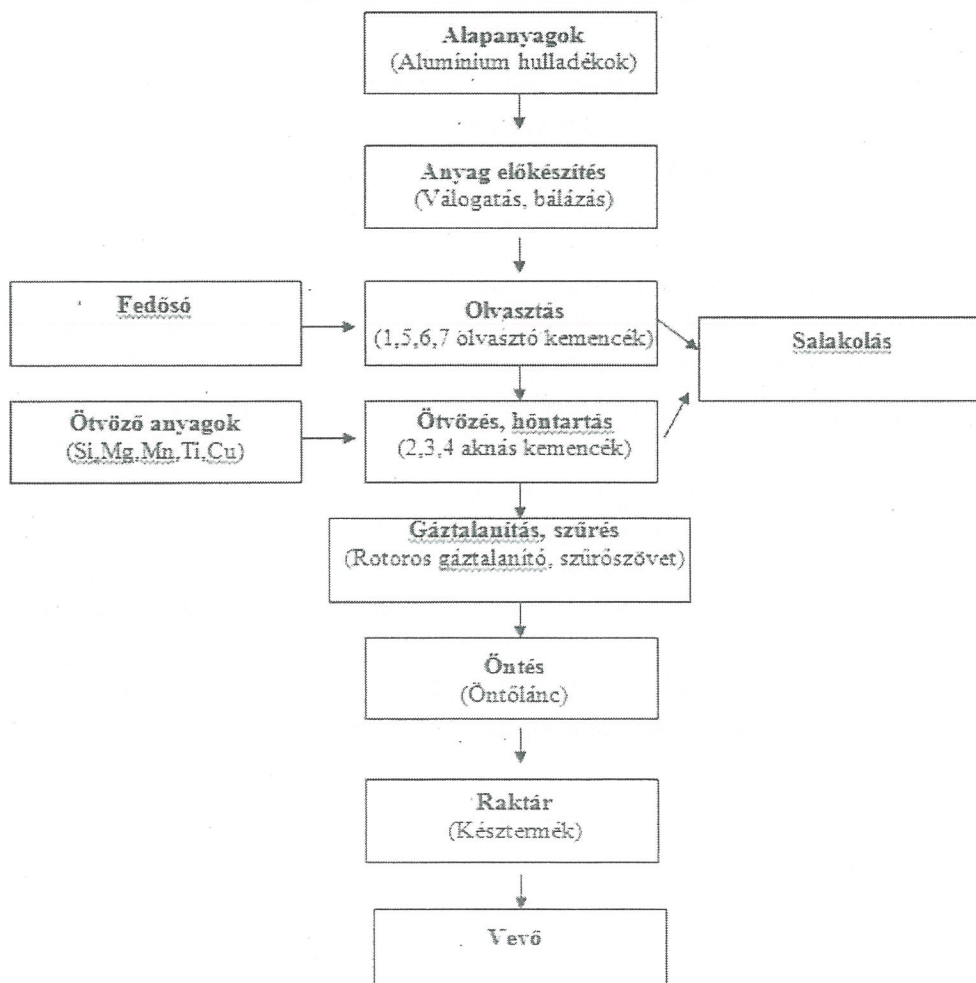 Alapanyagok
(Alumínium hulladékok)
Anyag előkészítés
(Válogatás, bálázás)
Fedősó
Olvasztás
(1,5,6,7 olvasztó kemencék)
Salakolás
Ötvöző anyagok
(Si,Mg,Mn,Ti,Cu)
Ötvözés, hőntartás
(2,3,4 aknás kemencék)
Gáztalanítás, szűrés
(Rotoros gáztalanító, szűrőszövet)
Öntés
(Öntőlánc)
Raktár
(Késztermék)
Vevő